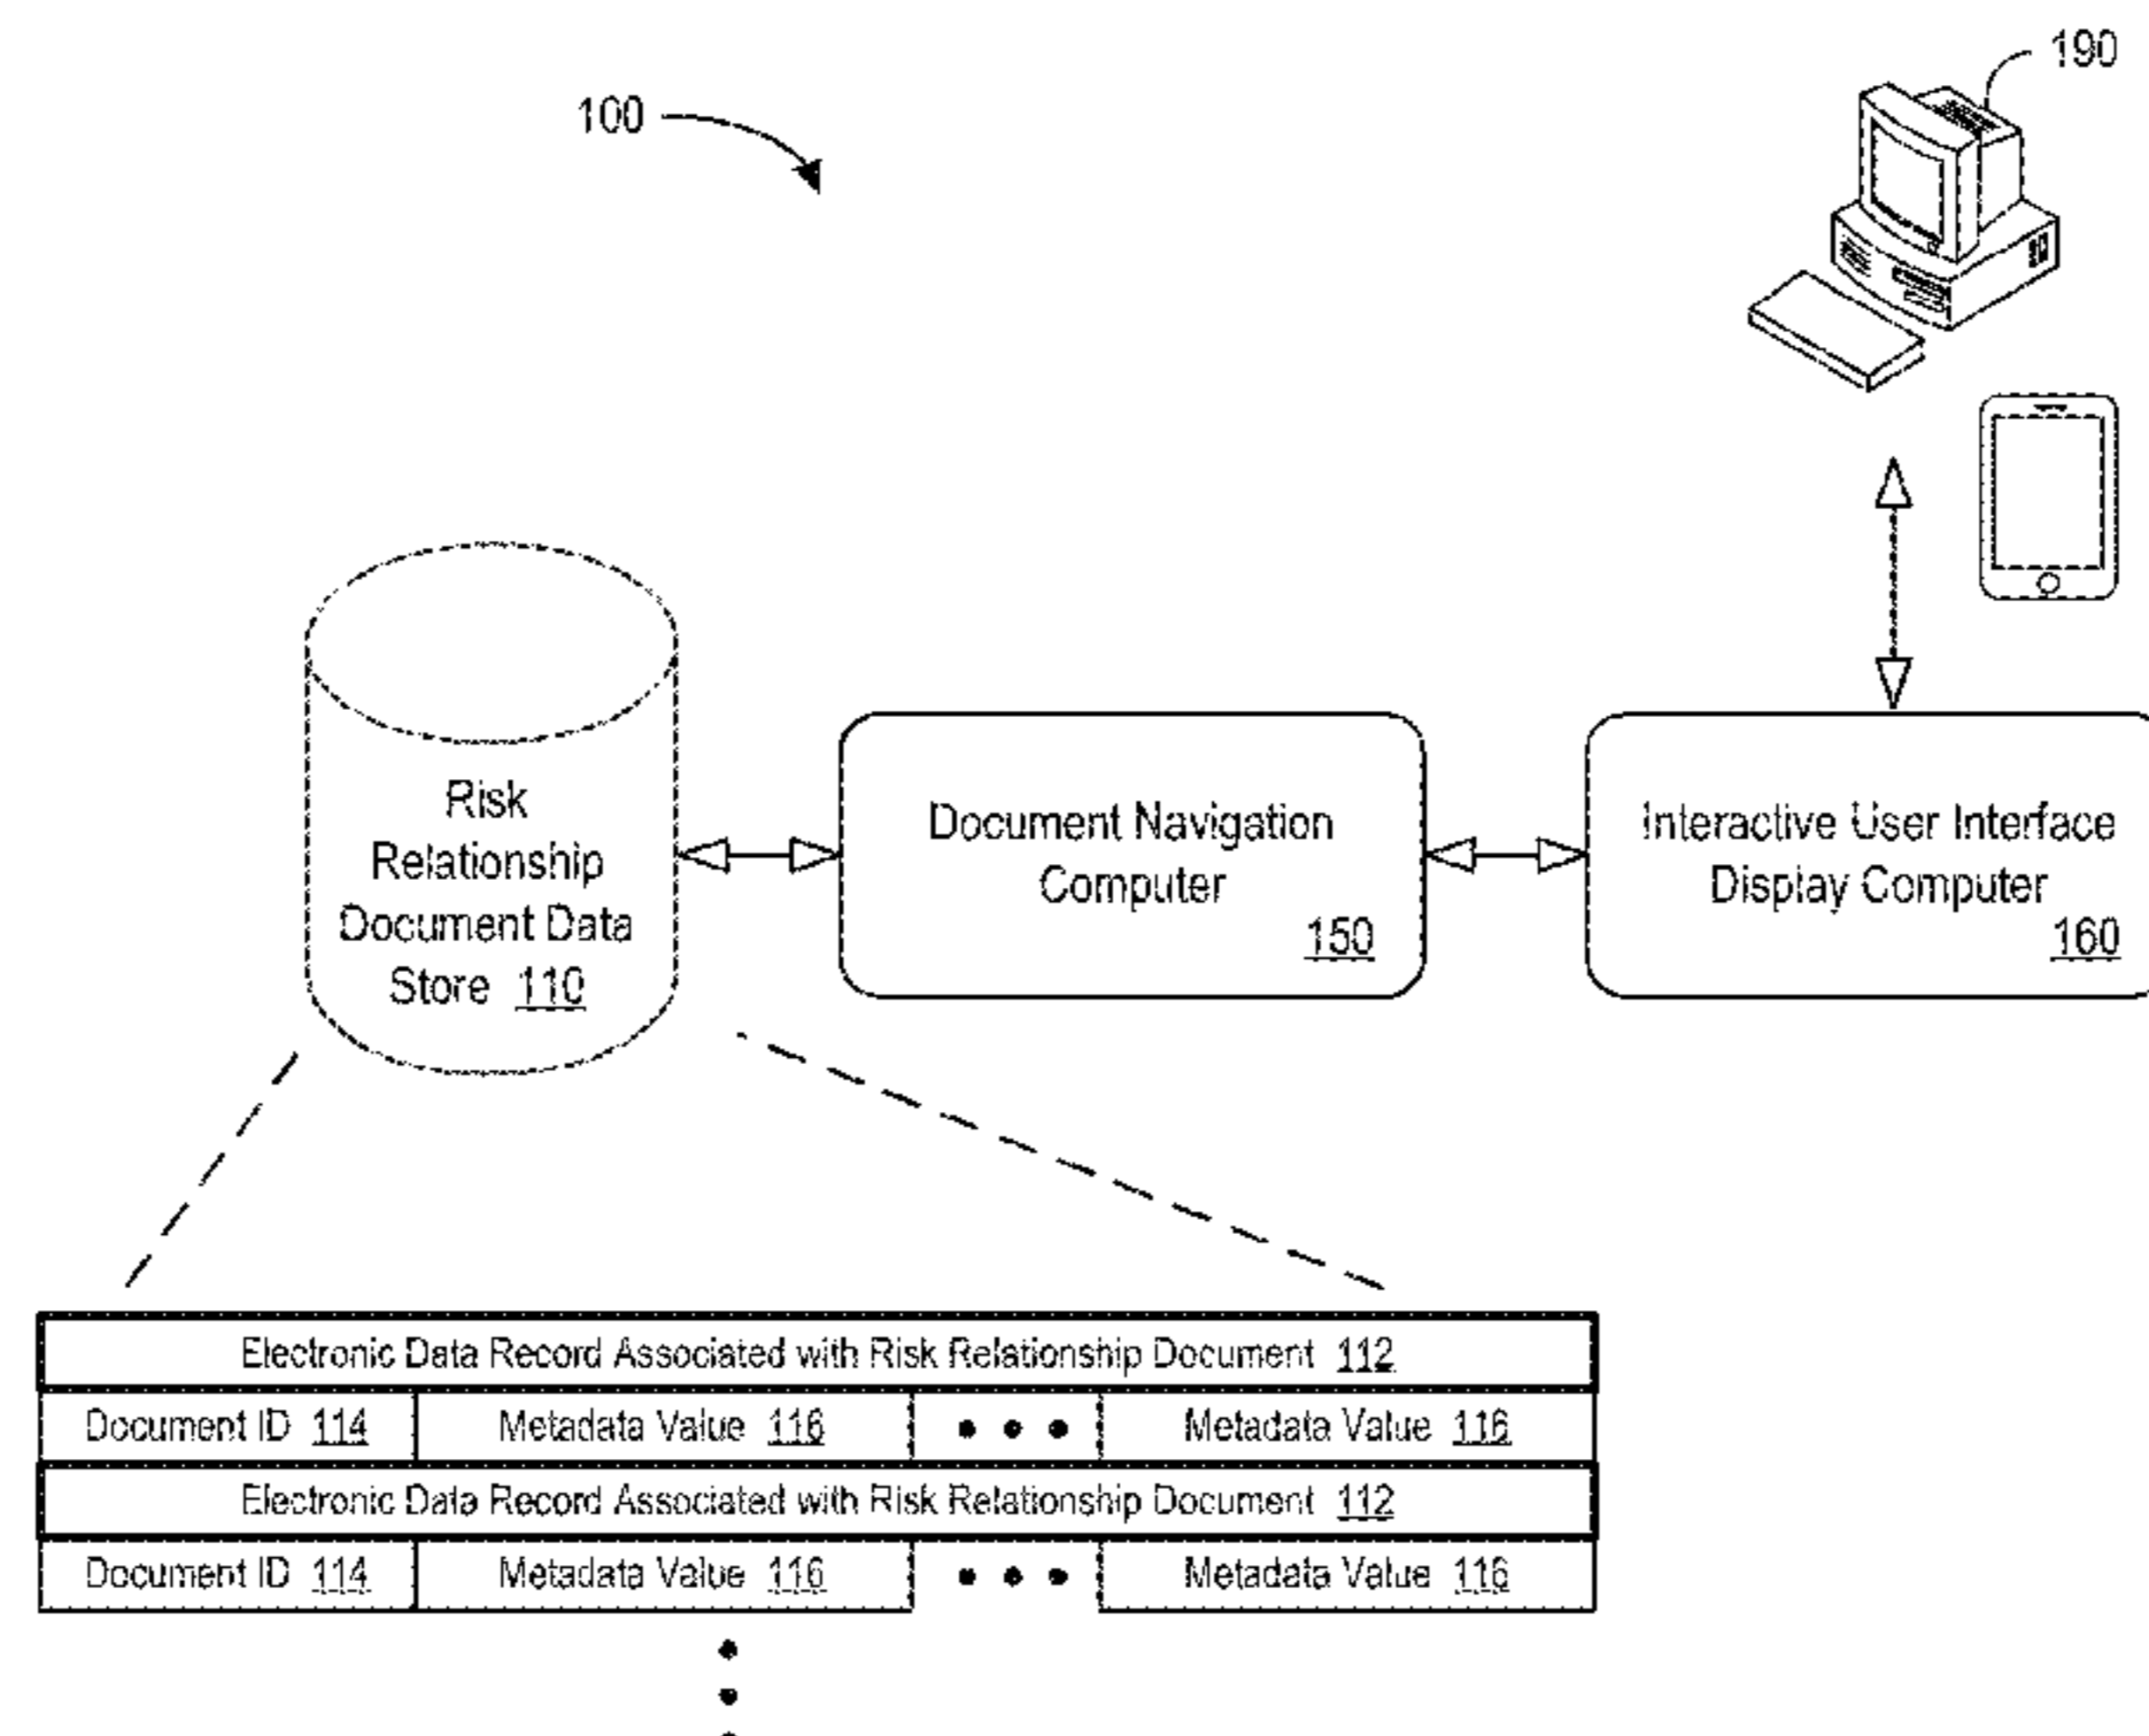 190
100
Risk
Relationship
Document Data
Store 110
Document Navigation
Computer
150
Interactive User Interface
Display Computer
160
Electronic Data Record Associated with Risk Relationship Document 112
Document ID 114 Metadata Value 116 • • • Metadata Value 116
Electronic Data Record Associated with Risk Relationship Document 112
Document ID 114 Metadata Value 116 • • • Metadata Value 116